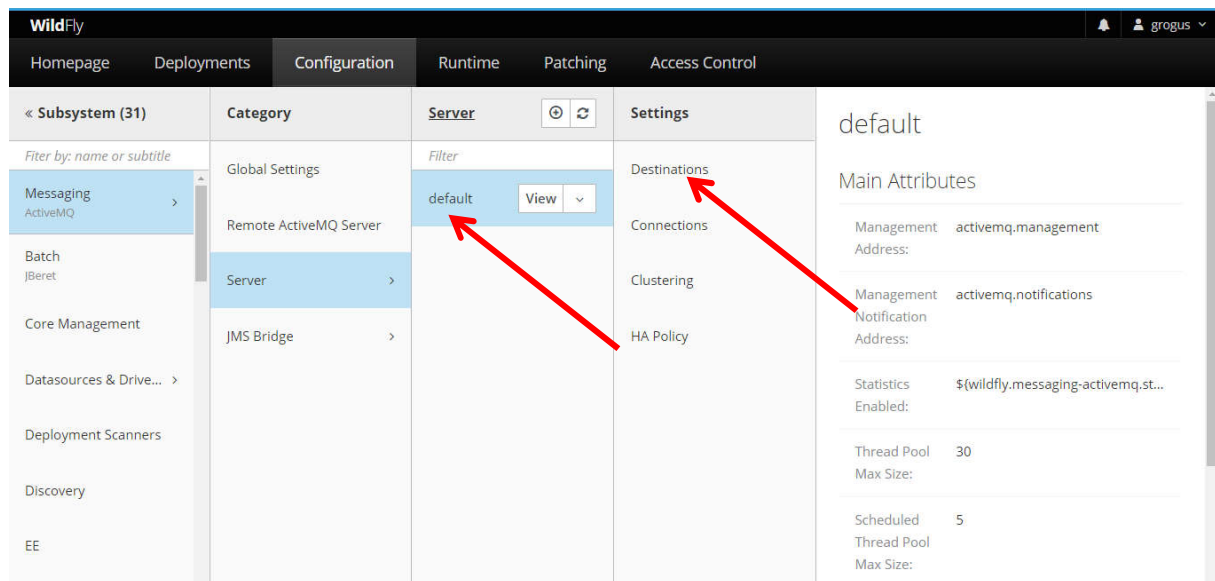 WildFly
grogus
Homepage Deployments Configuration Runtime Patching Access Control
« Subsystem (31)
Fiter by: name or subtitle
Messaging
ActiveMQ
Batch
JBeret
Core Management
Datasources & Drive...
Deployment Scanners
Discovery
EE
Category
Global Settings
Remote ActiveMQ Server
Server
JMS Bridge
Server
Filter
default View
Settings
Destinations
Connections
Clustering
HA Policy
default
Main Attributes
Management activemq.management
Address:
Management activemq.notifications
Notification
Address:
Statistics ${wildfly.messaging-activemq.st...
Enabled:
Thread Pool 30
Max Size:
Scheduled 5
Thread Pool
Max Size: